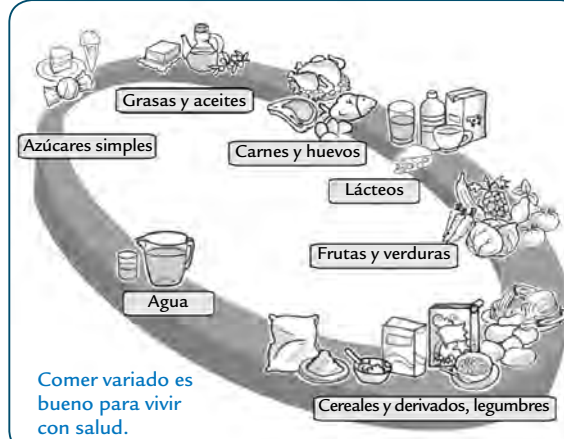 Grasas y aceites
Azúcares simples
Carnes y huevos
Lácteos
Frutas y verduras
Agua
Cereales y derivados, legumbres
Comer variado es
bueno para vivir
con salud.